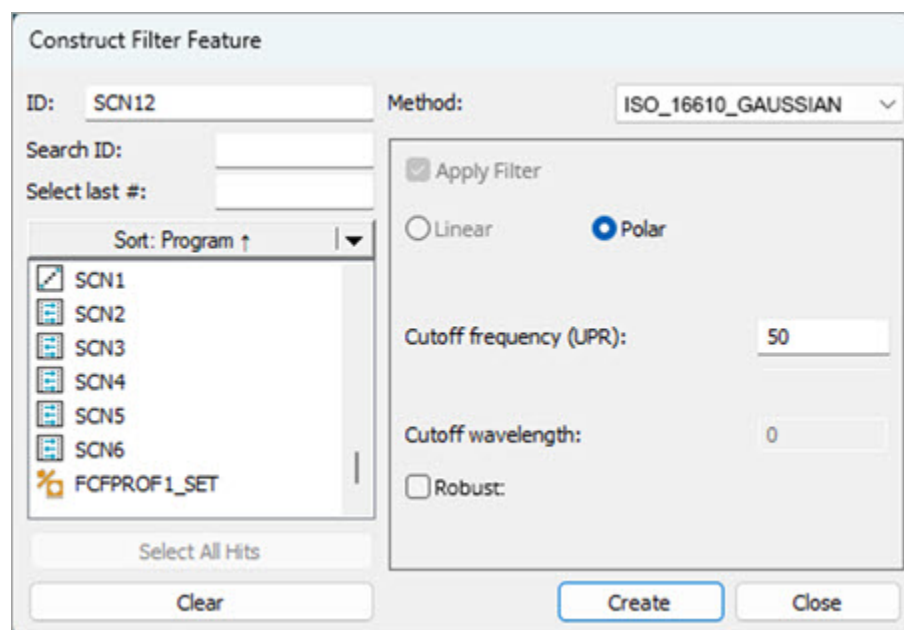 Construct Filter Feature
ID: SCN12
Method: ISO_16610_GAUSSIAN
Search ID:
Select last #:
Sort: Program ↑
SCN1
SCN2
SCN3
SCN4
SCN5
SCN6
FCFPROF1_SET
Select All Hits
Clear
Apply Filter
Linear Polar
Cutoff frequency (UPR): 50
Cutoff wavelength: 0
Robust:
Create Close